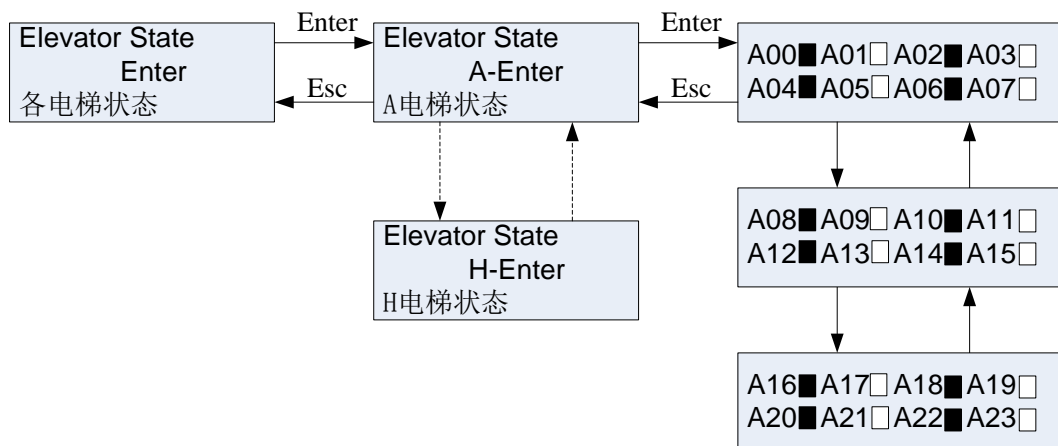 Enter
Enter
Elevator State
Enter
各电梯状态
Esc
Elevator State
A-Enter
A电梯状态
Esc
A00■A01□A02■A03□
A04■A05□A06■A07□
Elevator State
H-Enter
H电梯状态
A08■A09□A10■A11□
A12■A13□A14■A15□
A16■A17□A18■A19□
A20■A21□A22■A23□